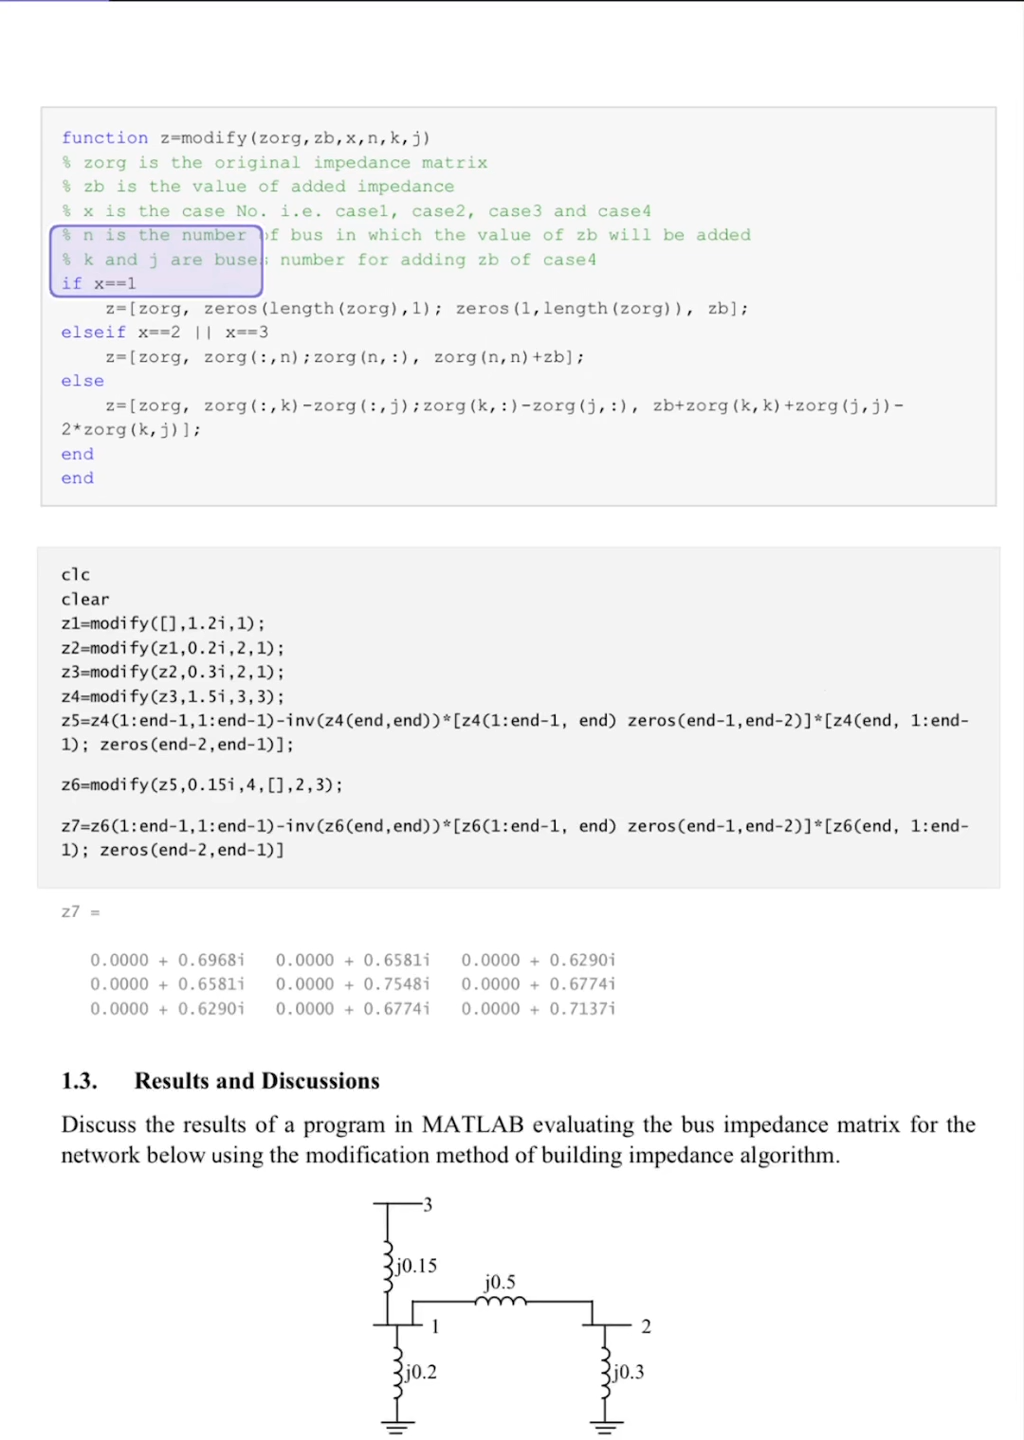 function z=modify(zorg,zb,x,n,k,j)
% zorg is the original impedance matrix
% zb is the value of added impedance
% x is the case No. i.e. case1, case2, case3 and case4
% n is the number of bus in which the value of zb will be added
% k and j are buses number for adding zb of case4
if x==1
z=[zorg, zeros(length(zorg),1); zeros(1,length(zorg)), zb];
elseif x==2 || x==3
z=[zorg, zorg(:,n);zorg(n,:), zorg(n,n)+zb];
else
z=[zorg, zorg(:,k)-zorg(:,j);zorg(k,:)-zorg(j,:), zb+zorg(k,k)+zorg(j,j)-
2*zorg(k,j)];
end
end
clc
clear
z1=modify([],1.2i,1);
z2=modify(z1,0.2i,2,1);
z3=modify(z2,0.3i,2,1);
z4=modify(z3,1.5i,3,3);
z5=z4(1:end-1,1:end-1)-inv(z4(end,end))*[z4(1:end-1, end) zeros(end-1,end-2)]*[z4(end, 1:end-
1); zeros(end-2,end-1)];
z6=modify(z5,0.15i,4,[],2,3);
z7=z6(1:end-1,1:end-1)-inv(z6(end,end))*[z6(1:end-1, end) zeros(end-1,end-2)]*[z6(end, 1:end-
1); zeros(end-2,end-1)]
z7 =
0.0000 + 0.6968i 0.0000 + 0.6581i 0.0000 + 0.6290i
0.0000 + 0.6581i 0.0000 + 0.7548i 0.0000 + 0.6774i
0.0000 + 0.6290i 0.0000 + 0.6774i 0.0000 + 0.7137i
1.3. Results and Discussions
Discuss the results of a program in MATLAB evaluating the bus impedance matrix for the
network below using the modification method of building impedance algorithm.
3
j0.15
j0.5
1
2
j0.2
j0.3